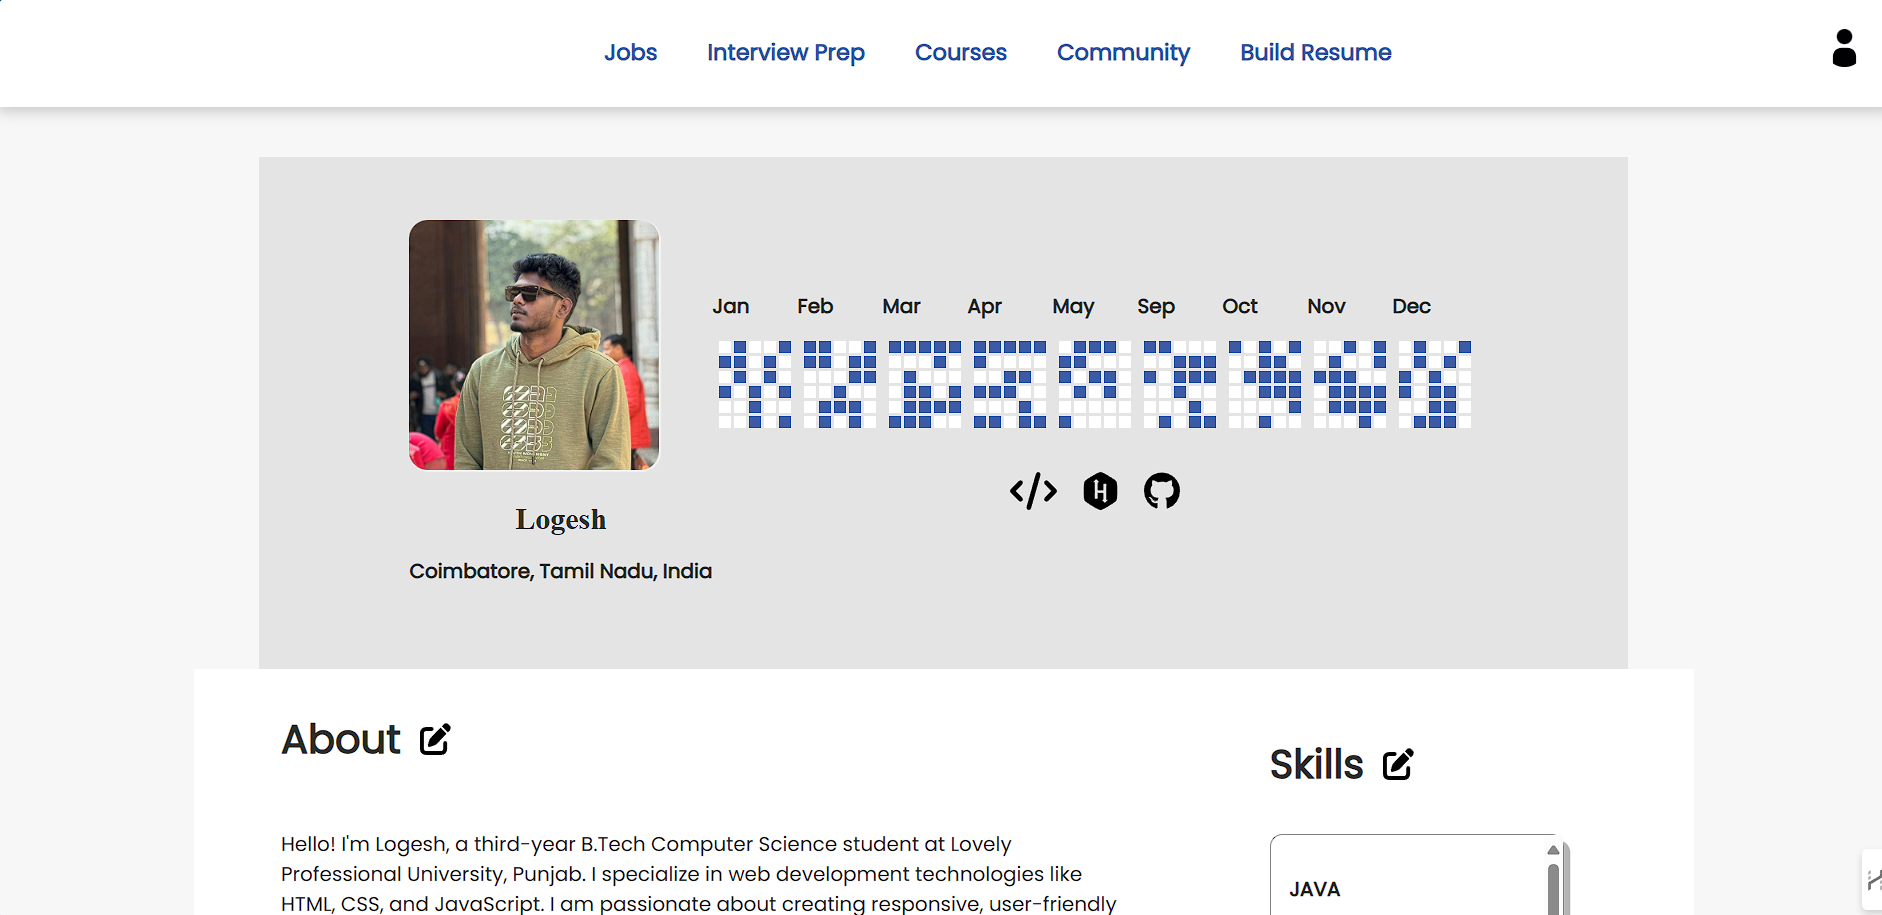 Jobs Interview Prep Courses Community Build Resume
Jan Feb Mar Apr May Sep Oct Nov Dec
Logesh
Coimbatore, Tamil Nadu, India
About
Skills
Hello! I'm Logesh, a third-year B.Tech Computer Science student at Lovely
Professional University, Punjab. I specialize in web development technologies like
HTML, CSS, and JavaScript. I am passionate about creating responsive, user-friendly
JAVA